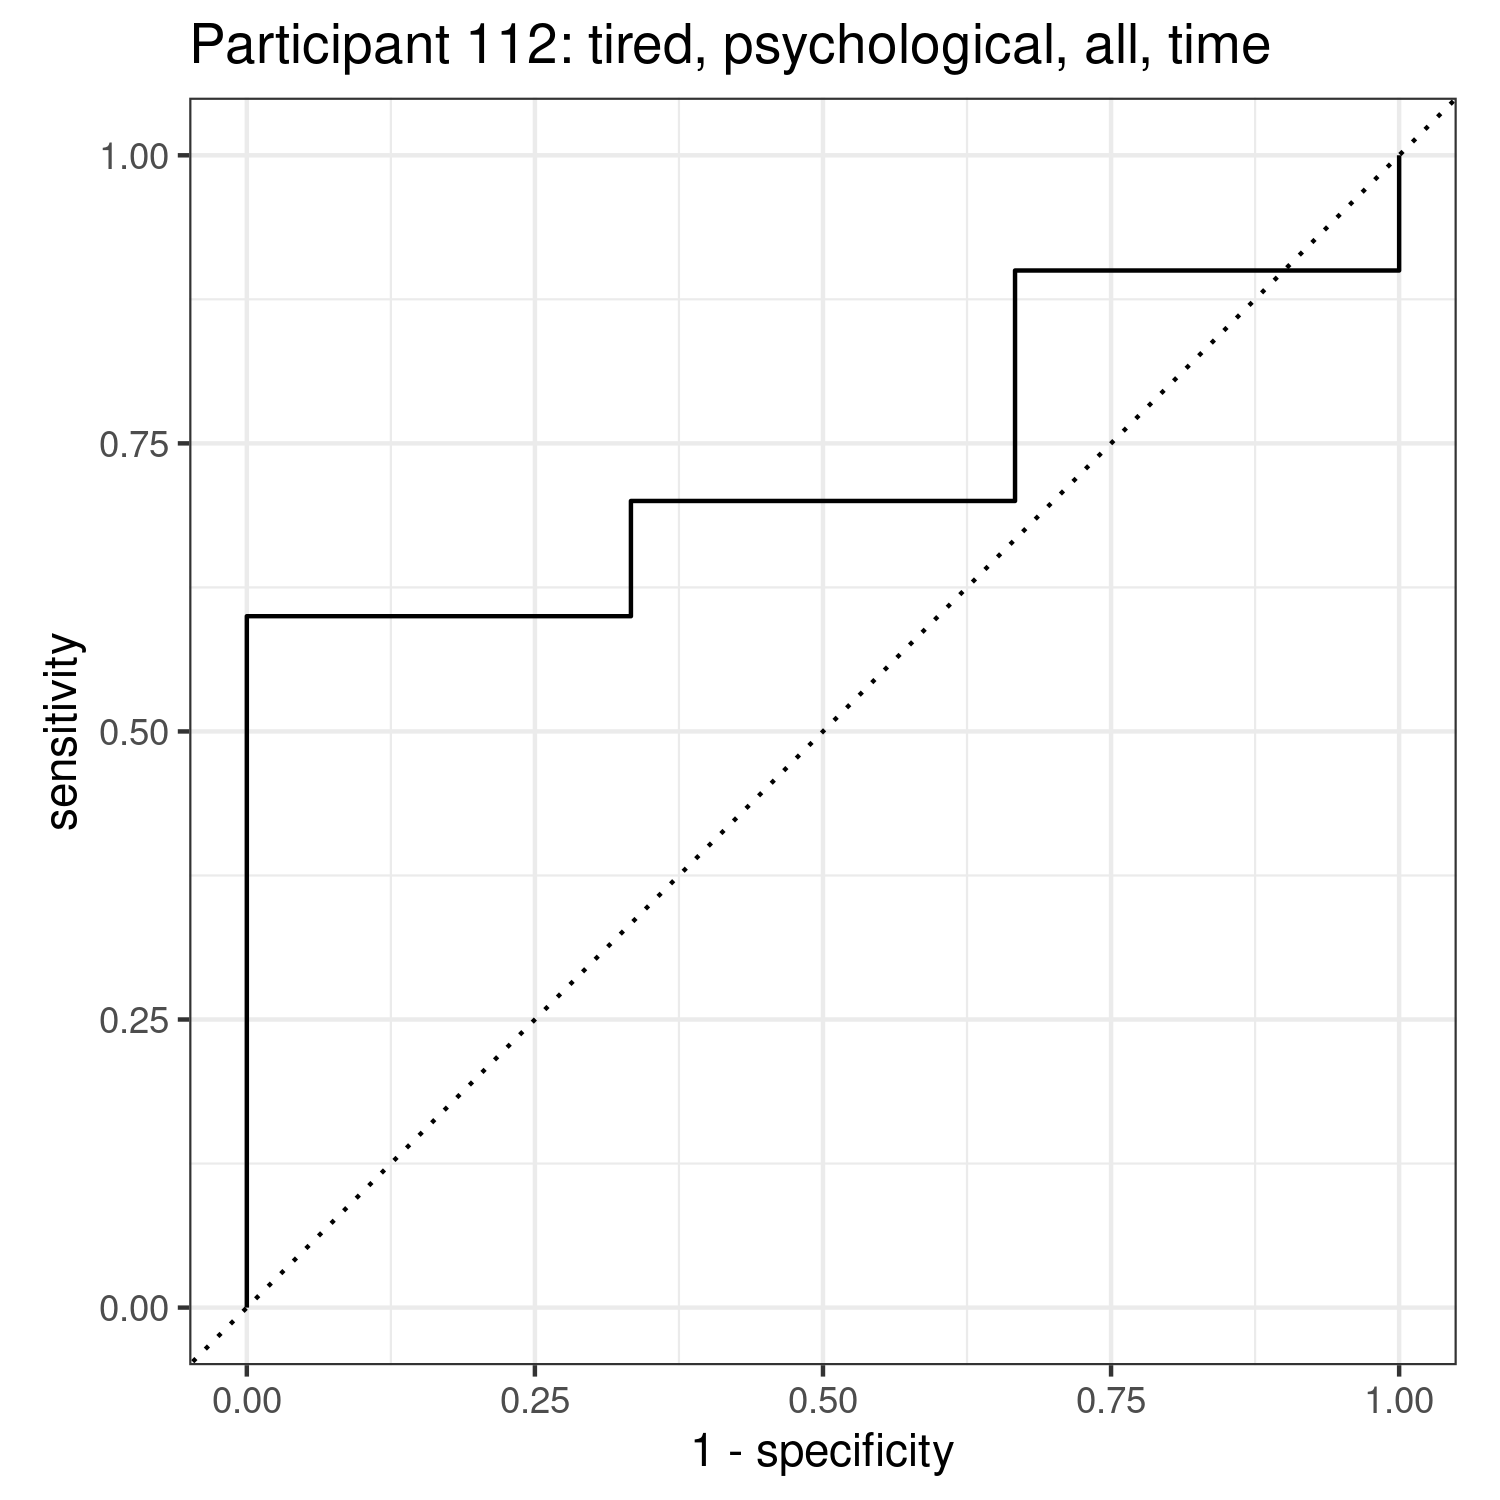 Participant 112: tired, psychological, all, time
1.00
0.75
0.50
0.25
0.00
sensitivity
0.00 0.25 0.50 0.75 1.00
1 - specificity